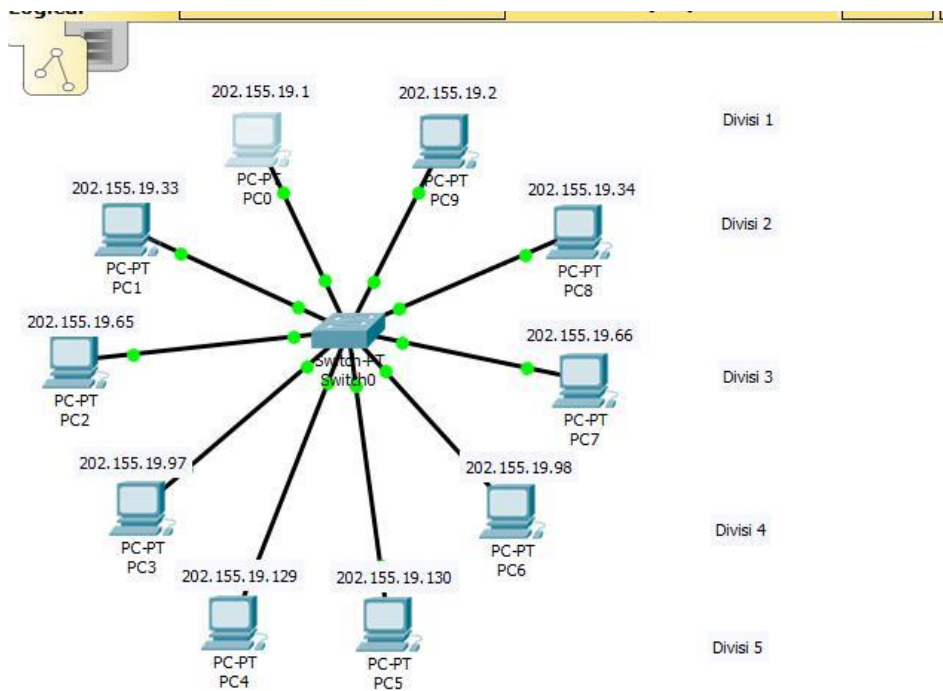 Logical
202.155.19.1
202.155.19.2
Divisi 1
PC-PT
PC0
PC-PT
PC9
202.155.19.33
202.155.19.34
Divisi 2
PC-PT
PC1
PC-PT
PC8
202.155.19.65
202.155.19.66
Switch-PT
Switch0
Divisi 3
PC-PT
PC2
PC-PT
PC7
202.155.19.97
202.155.19.98
Divisi 4
PC-PT
PC3
PC-PT
PC6
202.155.19.129
202.155.19.130
Divisi 5
PC-PT
PC4
PC-PT
PC5